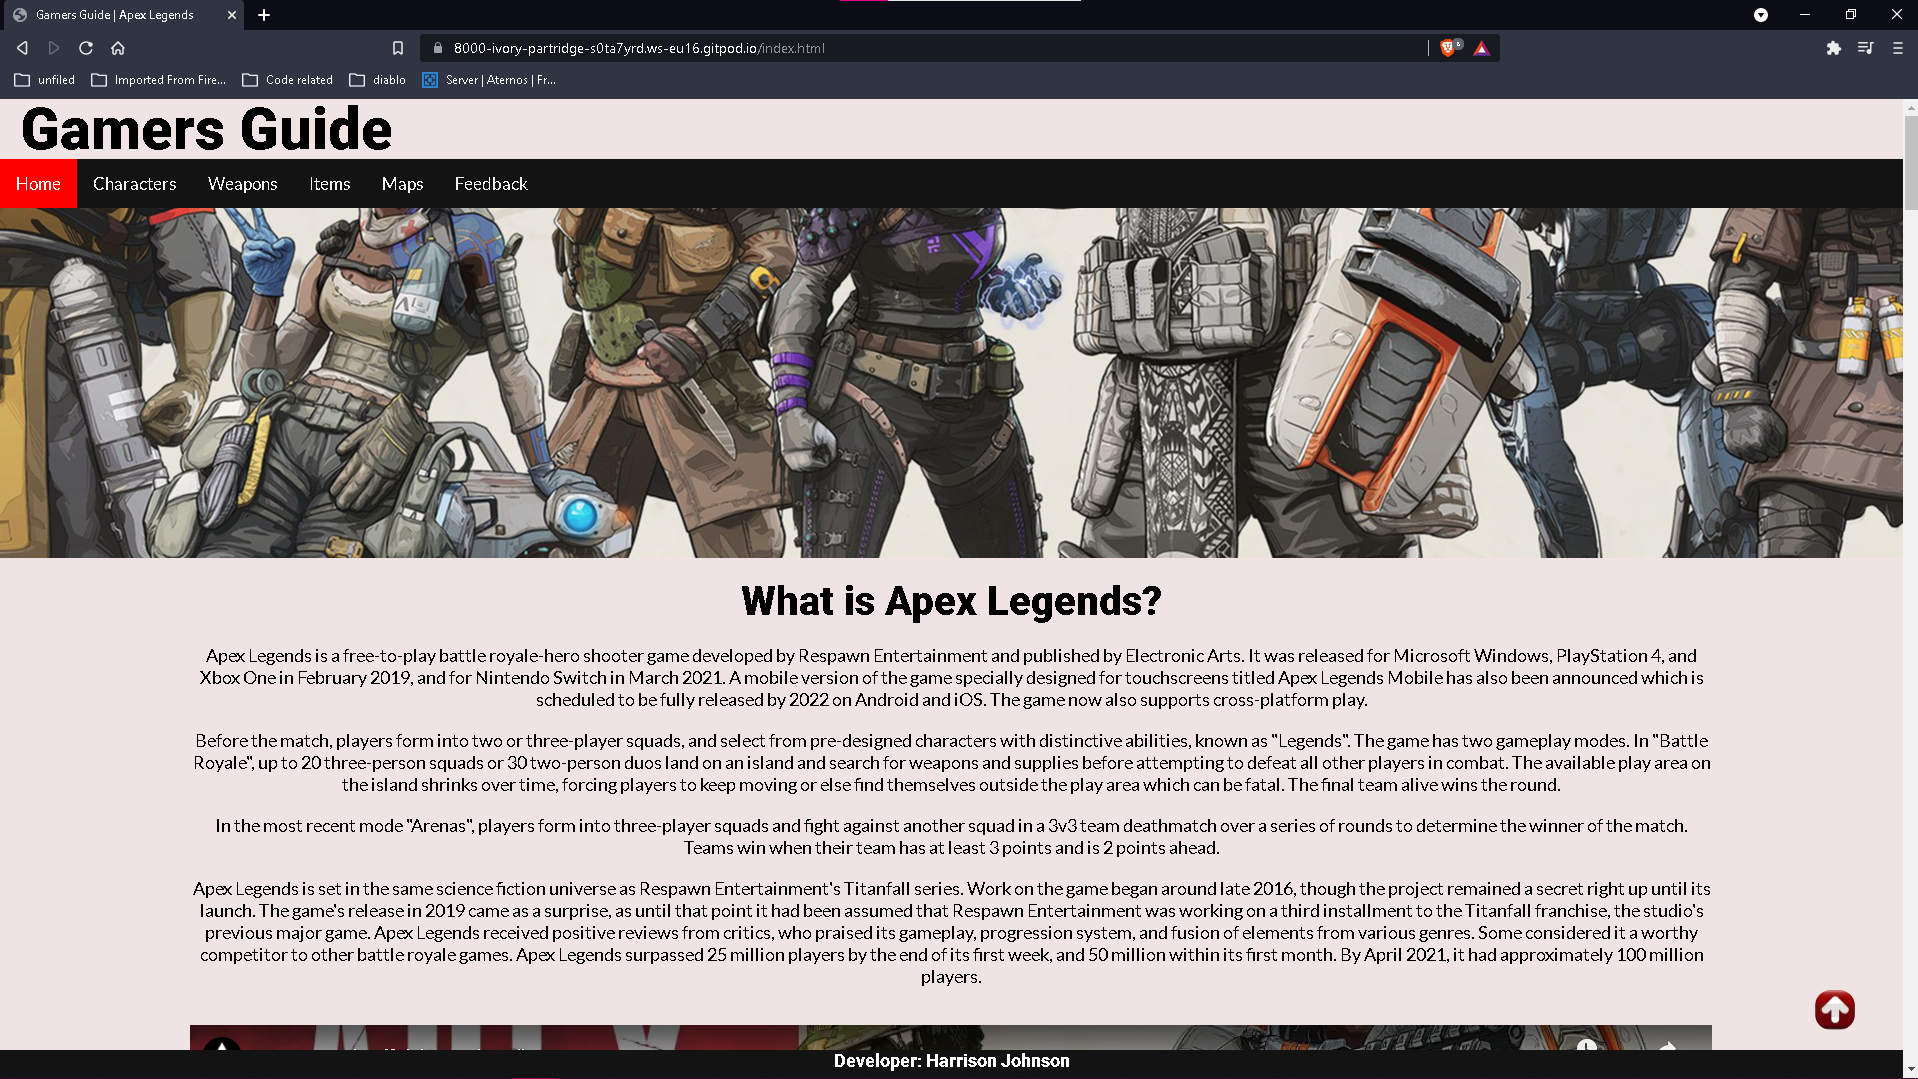 Gamers Guide | Apex Legends
8000-ivory-partridge-s0ta7yrd.ws-eu16.gitpod.io/index.html
6
unfiled
Imported From Fire...
Code related
diablo
Server | Aternos | Fr...
Gamers Guide
Home
Characters
Weapons
Items
Maps
Feedback
What is Apex Legends?
Apex Legends is a free-to-play battle royale-hero shooter game developed by Respawn Entertainment and published by Electronic Arts. It was released for Microsoft Windows, PlayStation 4, and
Xbox One in February 2019, and for Nintendo Switch in March 2021. A mobile version of the game specially designed for touchscreens titled Apex Legends Mobile has also been announced which is
scheduled to be fully released by 2022 on Android and iOS. The game now also supports cross-platform play.
Before the match, players form into two or three-player squads, and select from pre-designed characters with distinctive abilities, known as "Legends". The game has two gameplay modes. In "Battle
Royale", up to 20 three-person squads or 30 two-person duos land on an island and search for weapons and supplies before attempting to defeat all other players in combat. The available play area on
the island shrinks over time, forcing players to keep moving or else find themselves outside the play area which can be fatal. The final team alive wins the round.
In the most recent mode "Arenas", players form into three-player squads and fight against another squad in a 3v3 team deathmatch over a series of rounds to determine the winner of the match.
Teams win when their team has at least 3 points and is 2 points ahead.
Apex Legends is set in the same science fiction universe as Respawn Entertainment's Titanfall series. Work on the game began around late 2016, though the project remained a secret right up until its
launch. The game's release in 2019 came as a surprise, as until that point it had been assumed that Respawn Entertainment was working on a third installment to the Titanfall franchise, the studio's
previous major game. Apex Legends received positive reviews from critics, who praised its gameplay, progression system, and fusion of elements from various genres. Some considered it a worthy
competitor to other battle royale games. Apex Legends surpassed 25 million players by the end of its first week, and 50 million within its first month. By April 2021, it had approximately 100 million
players.
Developer: Harrison Johnson